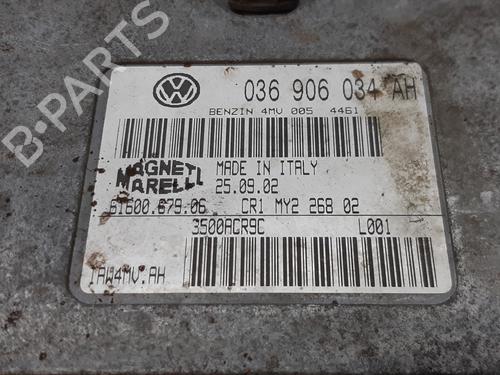 036 906 034 AH
BENZIN 4MV 005 4461
MAGNETI MARELLI
MADE IN ITALY
25.09.02
61600.679.06 CR1 MY2 268 02
3500ACR9C L001
IAW4MV.AH
B-PARTS